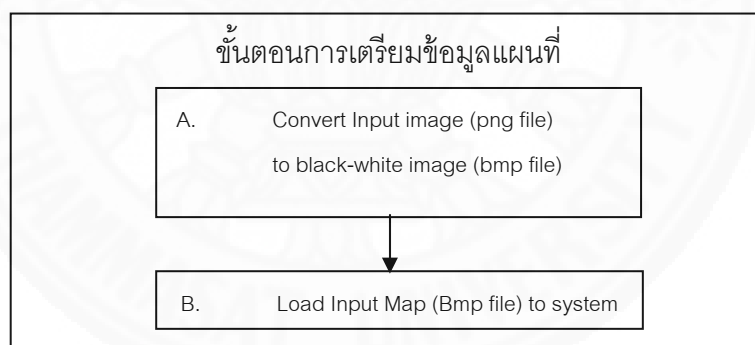 ขั้นตอนการเตรียมข้อมูลแผนที่
A. Convert Input image (png file)
to black-white image (bmp file)
B. Load Input Map (Bmp file) to system